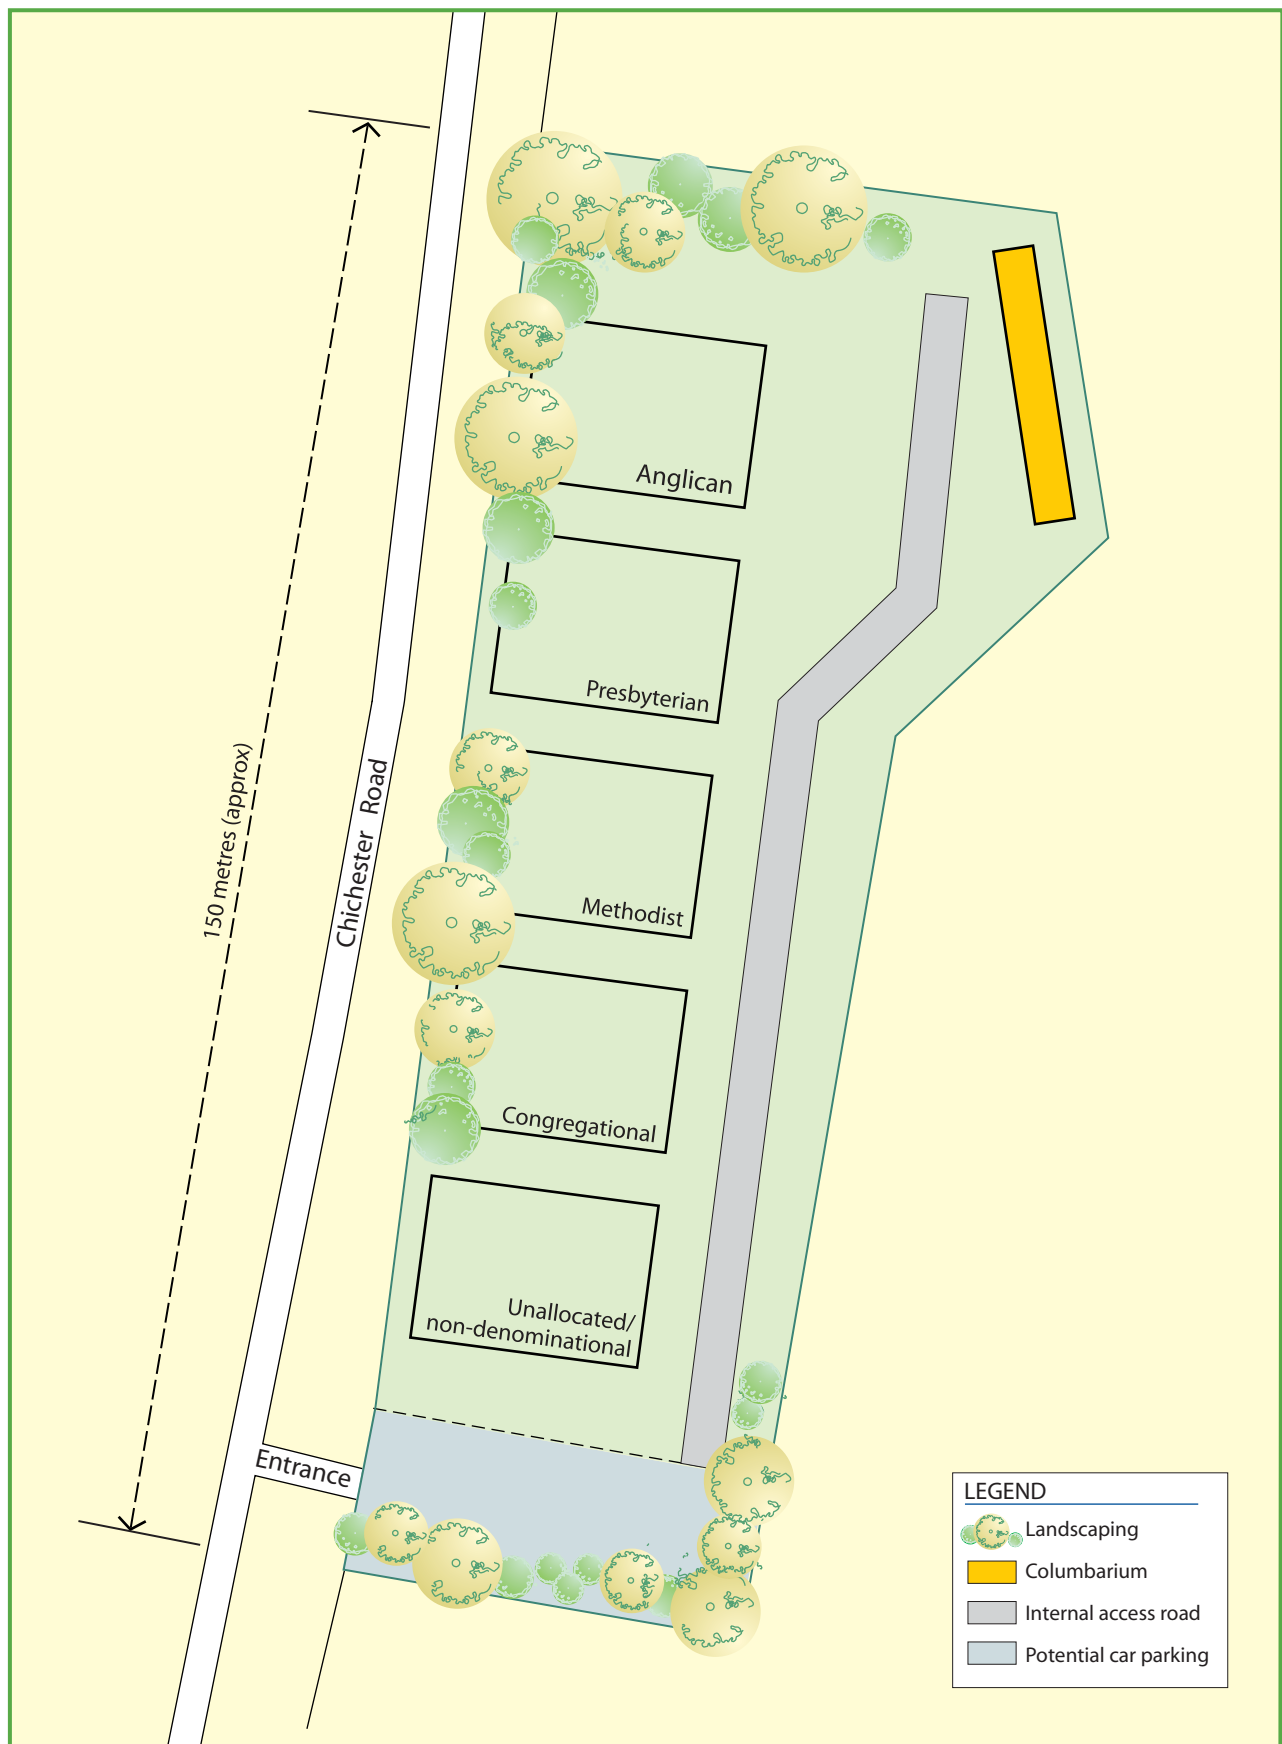 Anglican
Presbyterian
150 metres (approx)
Chichester Road
Methodist
Congregational
Unallocated/
non-denominational
Entrance
LEGEND
Landscaping
Columbarium
Internal access road
Potential car parking